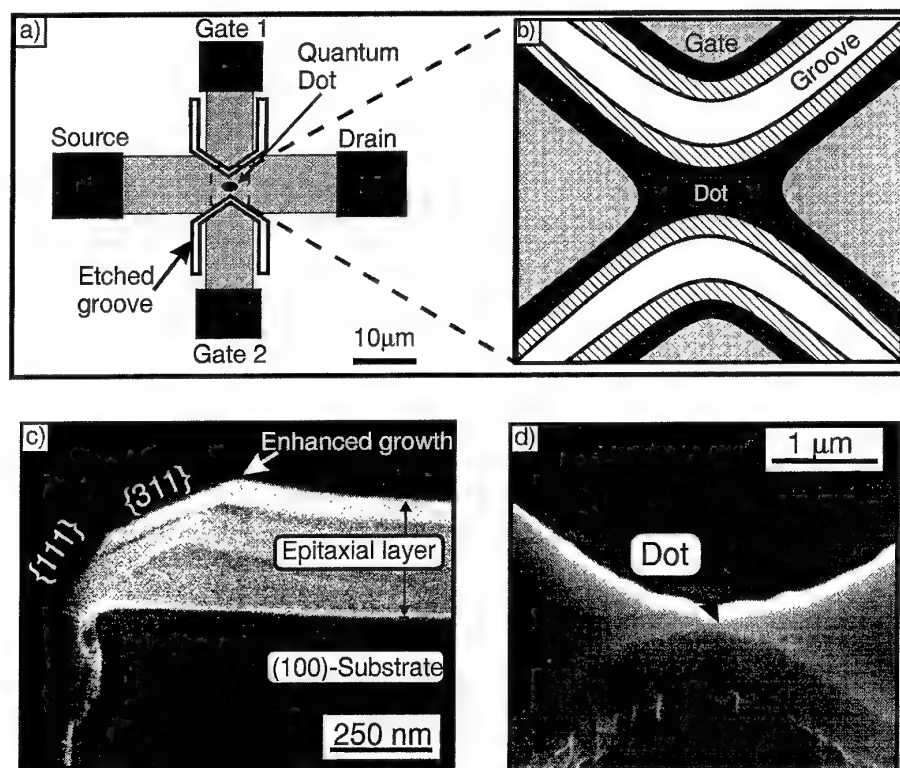 a)
Gate 1
Quantum
Dot
Source
Drain
Etched
groove
Gate 2
10μm
b)
Gate
Groove
Dot
c)
Enhanced growth
{311}
{111}
Epitaxial layer
(100)-Substrate
250 nm
d)
1 μm
Dot